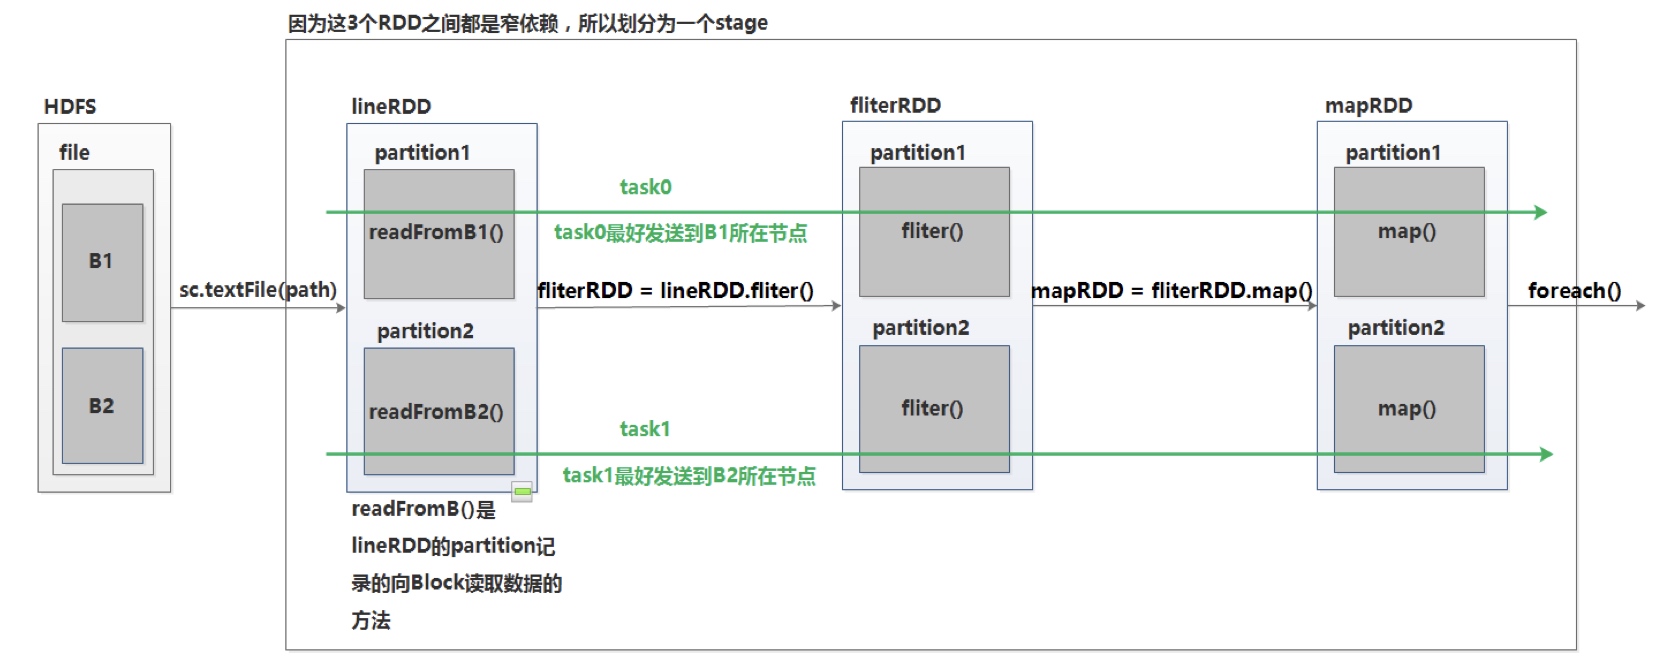 因为这3个RDD之间都是窄依赖，所以划分为一个stage
HDFS
file
B1
B2
sc.textFile(path)
lineRDD
partition1
readFromB1()
partition2
readFromB2()
readFromB()是
lineRDD的partition记
录的向Block读取数据的
方法
task0
task0最好发送到B1所在节点
fliterRDD = lineRDD.fliter()
task1
task1最好发送到B2所在节点
fliterRDD
partition1
fliter()
partition2
fliter()
mapRDD = fliterRDD.map()
mapRDD
partition1
map()
partition2
map()
foreach()